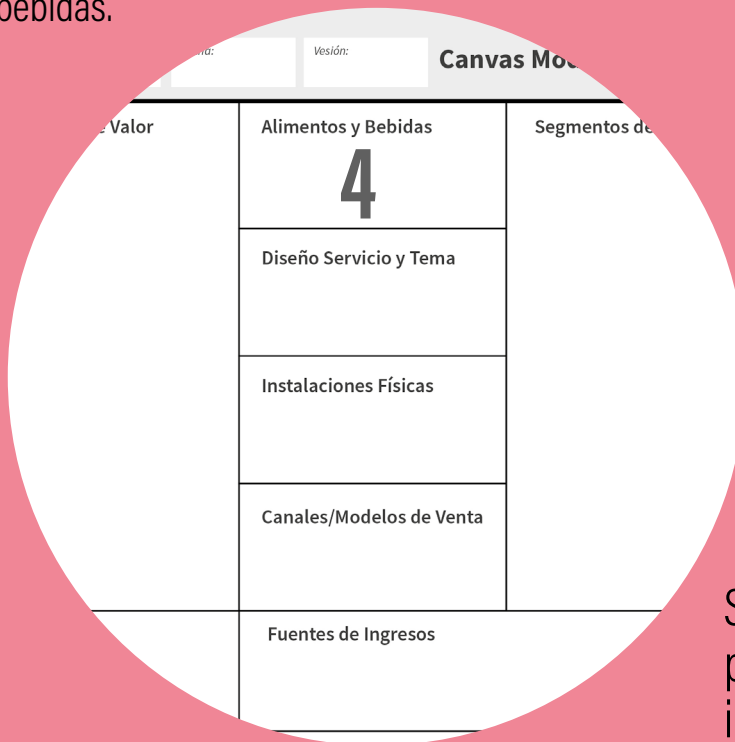 bebidas.
Vesión:
Canvas
Valor
Alimentos y Bebidas
Segmentos de
4
Diseño Servicio y Tema
Instalaciones Físicas
Canales/Modelos de Venta
Fuentes de Ingresos